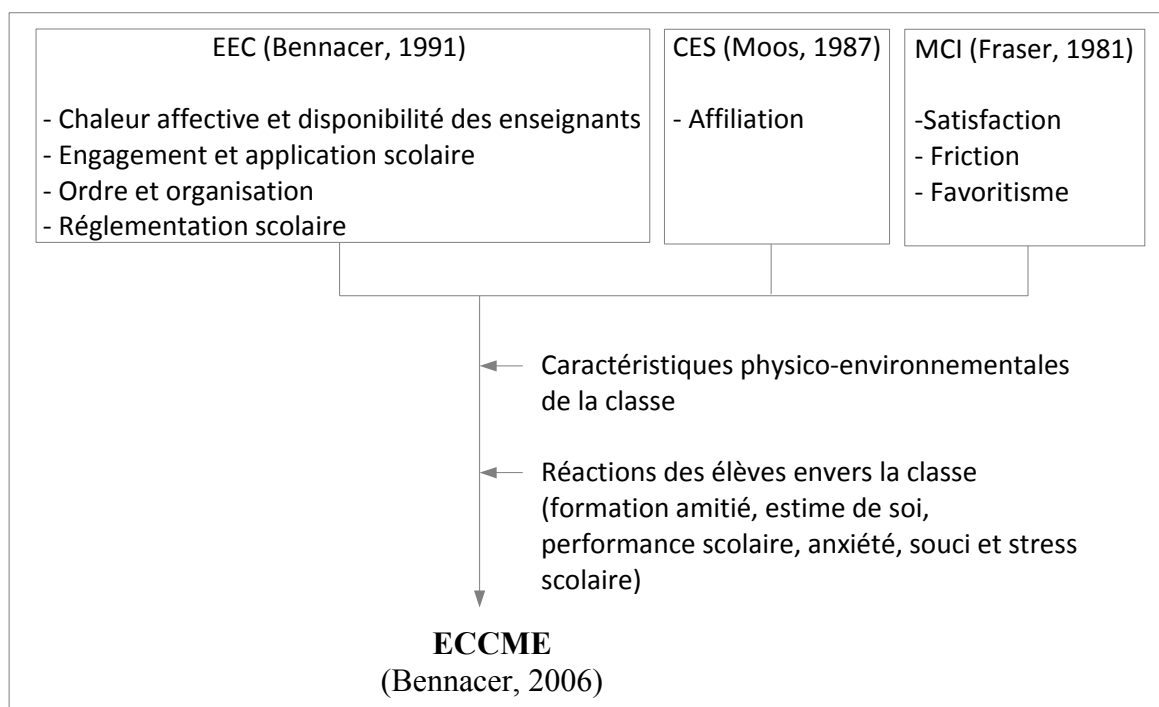 EEC (Bennacer, 1991)
- Chaleur affective et disponibilité des enseignants
- Engagement et application scolaire
- Ordre et organisation
- Réglementation scolaire
CES (Moos, 1987)
- Affiliation
MCI (Fraser, 1981)
-Satisfaction
- Friction
- Favoritisme
Caractéristiques physico-environnementales
de la classe
Réactions des élèves envers la classe
(formation amitié, estime de soi,
performance scolaire, anxiété, souci et stress
scolaire)
ECCME
(Bennacer, 2006)